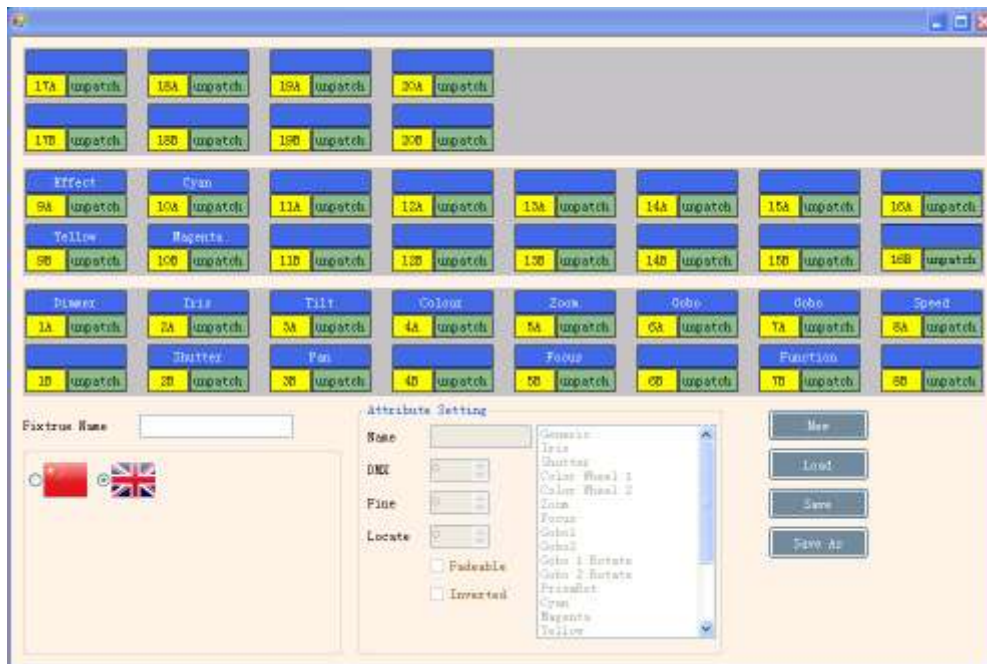 17A unpatch 18A unpatch 19A unpatch 20A unpatch
17B unpatch 18B unpatch 19B unpatch 20B unpatch
Effect Cyan
9A unpatch 10A unpatch 11A unpatch 12A unpatch 13A unpatch 14A unpatch 15A unpatch 16A unpatch
Yellow Magenta
9B unpatch 10B unpatch 11B unpatch 12B unpatch 13B unpatch 14B unpatch 15B unpatch 16B unpatch
Dimmer Iris Tilt Colour Zoom Gobo Gobo Speed
1A unpatch 2A unpatch 3A unpatch 4A unpatch 5A unpatch 6A unpatch 7A unpatch 8A unpatch
Shutter Pan Focus Function
1B unpatch 2B unpatch 3B unpatch 4B unpatch 5B unpatch 6B unpatch 7B unpatch 8B unpatch
Fixtrue Name
Attribute Setting
Name
DMX 0
Fine 0
Locate 0
Fadeable
Inverted
Generic
Iris
Shutter
Color Wheel 1
Color Wheel 2
Zoom
Focus
Gobo1
Gobo2
Gobo 1 Rotate
Gobo 2 Rotate
PrismRot
Cyan
Magenta
Yellow
New
Load
Save
Save As